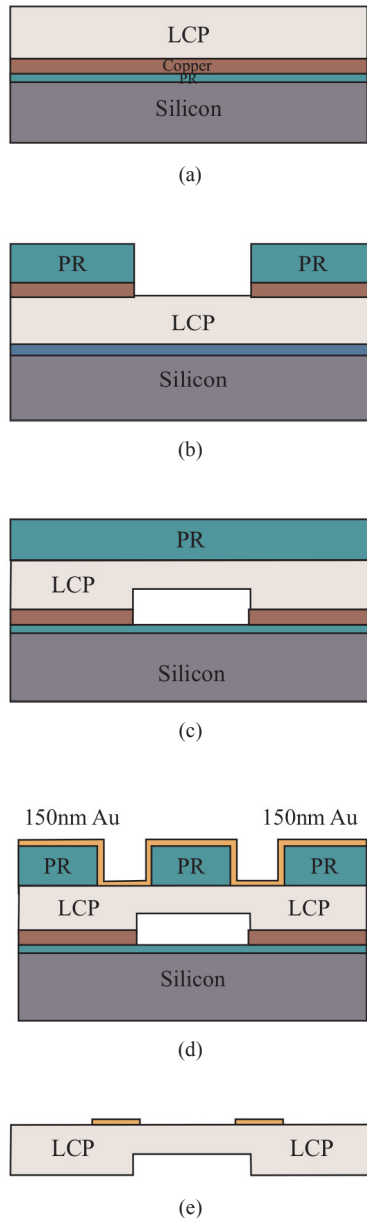 LCP
Copper
PR
Silicon
(a)
PR PR
LCP
Silicon
(b)
PR
LCP
Silicon
(c)
150nm Au 150nm Au
PR PR PR
LCP LCP
Silicon
(d)
LCP LCP
(e)